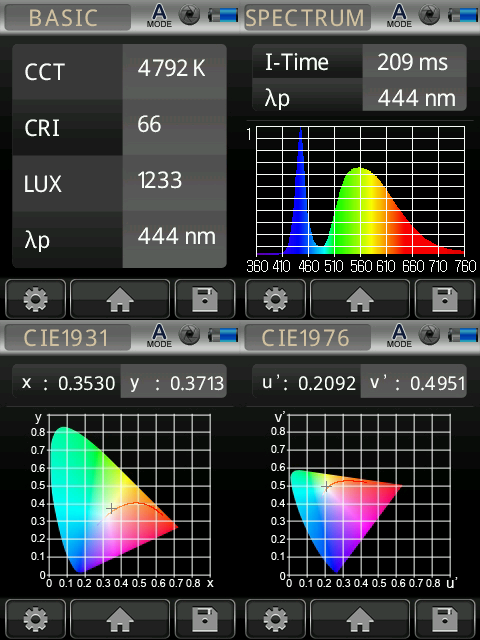 BASIC
A
MODE
CCT 4792 K
CRI 66
LUX 1233
λp 444 nm
SPECTRUM
A
MODE
I-Time 209 ms
λp 444 nm
1
360 410 460 510 560 610 660 710 760
CIE1931
A
MODE
x : 0.3530 y : 0.3713
y
0.8
0.7
0.6
0.5
0.4
0.3
0.2
0.1
0
0 0.1 0.2 0.3 0.4 0.5 0.6 0.7 0.8 x
CIE1976
A
MODE
u' : 0.2092 v' : 0.4951
v'
0.8
0.7
0.6
0.5
0.4
0.3
0.2
0.1
0
0 0.1 0.2 0.3 0.4 0.5 0.6 0.7 0.8 u'